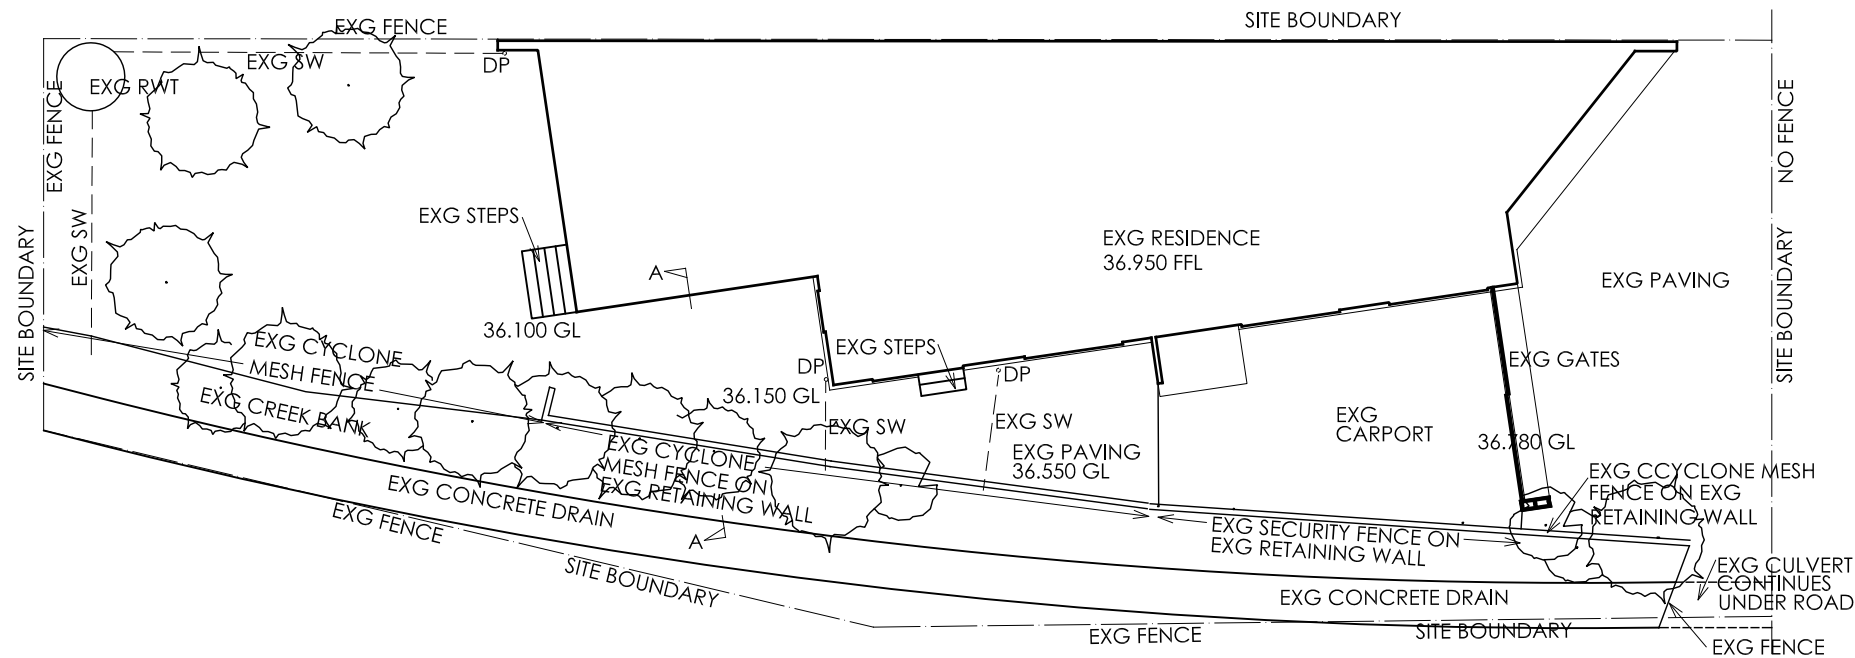 SITE BOUNDARY
EXG FENCE
EXG SW
DP
EXG RWT
EXG FENCE
NO FENCE
EXG SW
EXG STEPS
SITE BOUNDARY
EXG RESIDENCE
36.950 FFL
SITE BOUNDARY
A
EXG PAVING
36.100 GL
EXG CYCLONE
MESH FENCE
EXG STEPS
EXG GATES
DP
DP
36.150 GL
EXG CREEK BANK
EXG SW
EXG SW
EXG
CARPORT
36.780 GL
EXG PAVING
36.550 GL
EXG CYCLONE
MESH FENCE ON
EXG RETAINING WALL
EXG CCYCLONE MESH
FENCE ON EXG
RETAINING WALL
EXG CONCRETE DRAIN
EXG FENCE
A
EXG SECURITY FENCE ON
EXG RETAINING WALL
SITE BOUNDARY
EXG CULVERT
CONTINUES
UNDER ROAD
EXG CONCRETE DRAIN
EXG FENCE
SITE BOUNDARY
EXG FENCE